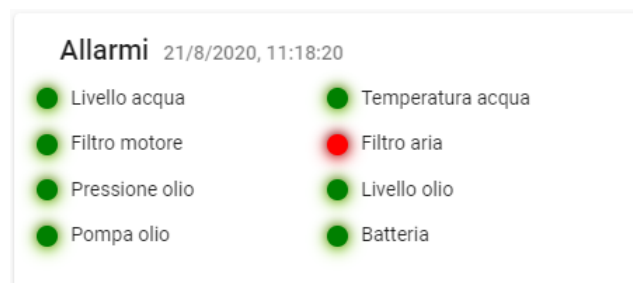 Allarmi 21/8/2020, 11:18:20
Livello acqua
Temperatura acqua
Filtro motore
Filtro aria
Pressione olio
Livello olio
Pompa olio
Batteria